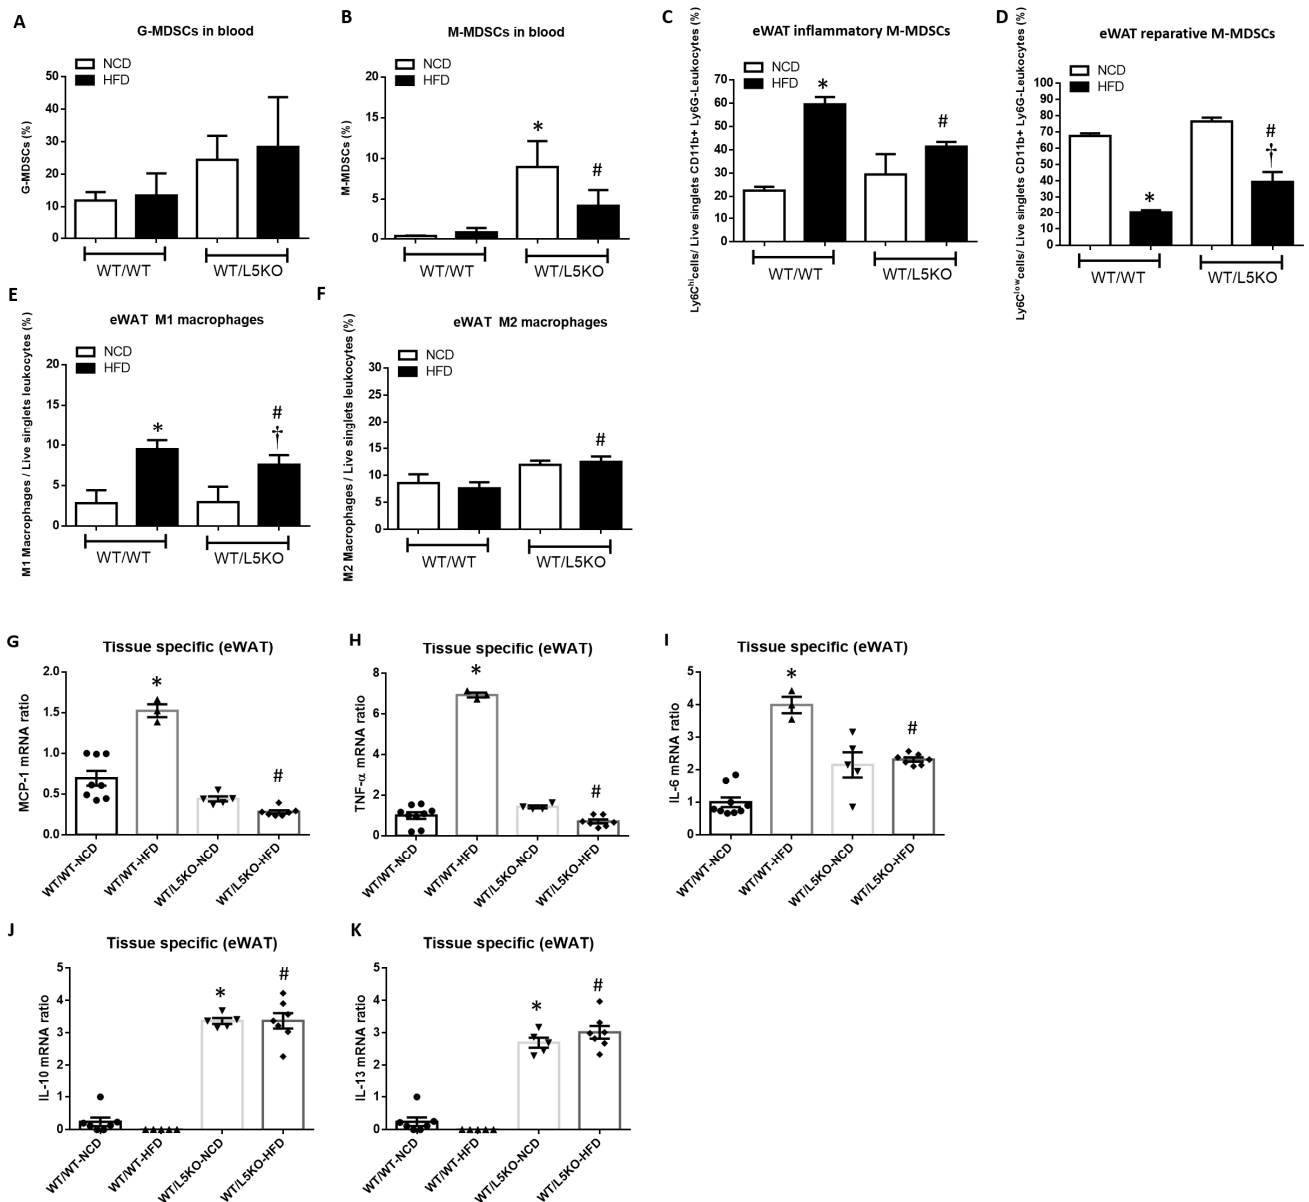 A
G-MDSCs in blood
NCD
HFD
G-MDSCs (%)
50
40
30
20
10
0
WT/WT
WT/L5KO
B
M-MDSCs in blood
NCD
HFD
M-MDSCs (%)
20
15
10
5
0
*
#
WT/WT
WT/L5KO
C
eWAT inflammatory M-MDSCs
NCD
HFD
Ly6Chi cells/ Live singlets CD11b+ Ly6G-Leukocytes (%)
70
60
50
40
30
20
10
0
*
#
WT/WT
WT/L5KO
D
eWAT reparative M-MDSCs
NCD
HFD
Ly6Clow cells/ Live singlets CD11b+ Ly6G-Leukocytes (%)
100
90
80
70
60
50
40
30
20
10
0
*
#
†
WT/WT
WT/L5KO
E
eWAT M1 macrophages
NCD
HFD
M1 Macrophages / Live singlets leukocytes (%)
20
15
10
5
0
*
#
†
WT/WT
WT/L5KO
F
eWAT M2 macrophages
NCD
HFD
M2 Macrophages / Live singlets leukocytes (%)
30
25
20
15
10
5
0
#
WT/WT
WT/L5KO
G
Tissue specific (eWAT)
MCP-1 mRNA ratio
2.0
1.5
1.0
0.5
0.0
*
#
WT/WT-NCD
WT/WT-HFD
WT/L5KO-NCD
WT/L5KO-HFD
H
Tissue specific (eWAT)
TNF-α mRNA ratio
8
6
4
2
0
*
#
WT/WT-NCD
WT/WT-HFD
WT/L5KO-NCD
WT/L5KO-HFD
I
Tissue specific (eWAT)
IL-6 mRNA ratio
5
4
3
2
1
0
*
#
WT/WT-NCD
WT/WT-HFD
WT/L5KO-NCD
WT/L5KO-HFD
J
Tissue specific (eWAT)
IL-10 mRNA ratio
5
4
3
2
1
0
*
#
WT/WT-NCD
WT/WT-HFD
WT/L5KO-NCD
WT/L5KO-HFD
K
Tissue specific (eWAT)
IL-13 mRNA ratio
5
4
3
2
1
0
*
#
WT/WT-NCD
WT/WT-HFD
WT/L5KO-NCD
WT/L5KO-HFD